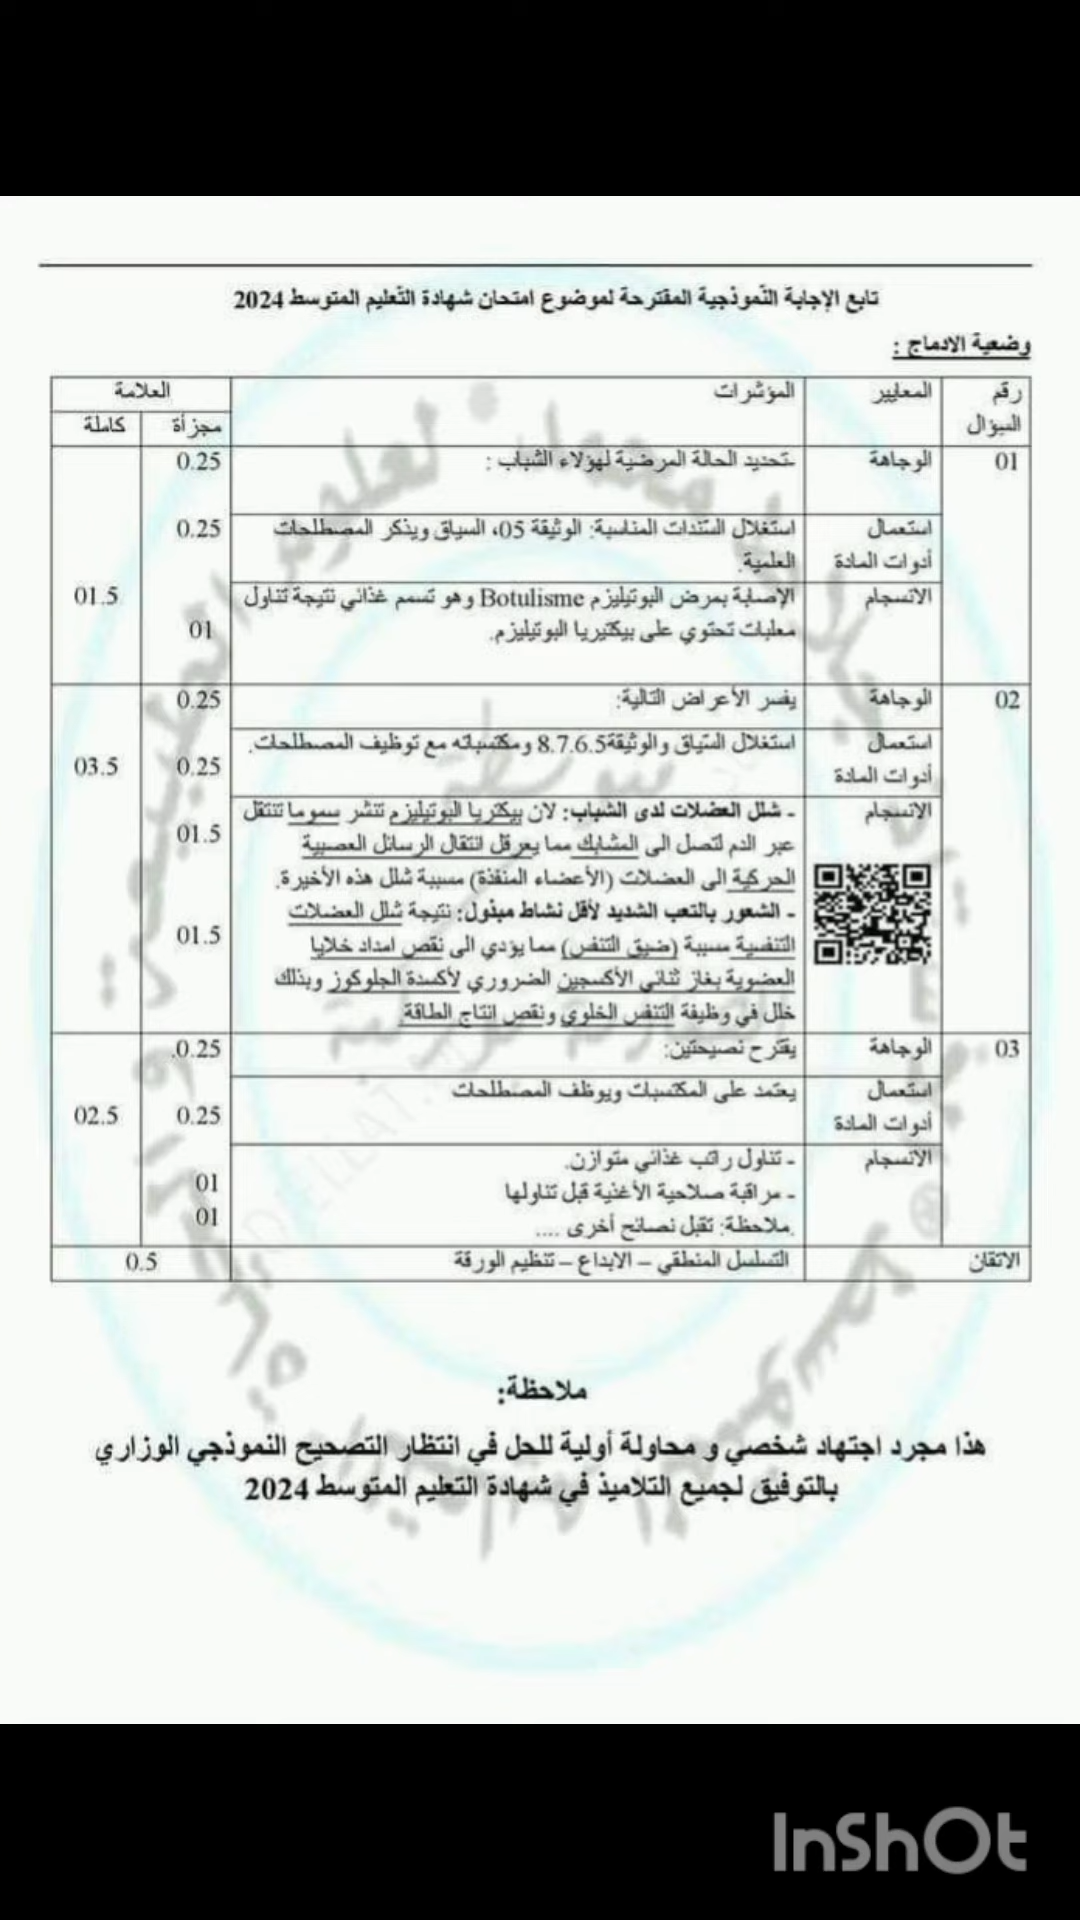 تابع الإجابة النّموذجية المقترحة لموضوع امتحان شهادة التّعليم المتوسط 2024
وضعية الادماج :
رقم السؤال
المعايير
المؤشرات
العلامة
مجزأة
كاملة
01
الوجاهة
-تحديد الحالة المرضية لهؤلاء الشباب :
0.25
استعمال أدوات المادة
استغلال السّندات المناسبة: الوثيقة 05، السياق ويذكر المصطلحات
العلمية.
0.25
الانسجام
الإصابة بمرض البوتيليزم Botulisme وهو تسمم غذائي نتيجة تناول
معلبات تحتوي على بيكتيريا البوتيليزم.
01
01.5
02
الوجاهة
يفسر الأعراض التالية:
0.25
استعمال أدوات المادة
استغلال السّياق والوثيقة8.7.6.5 ومكتسباته مع توظيف المصطلحات.
0.25
03.5
الانسجام
- شلل العضلات لدى الشباب: لان بيكتريا البوتيليزم تنشر سموما تنتقل
عبر الدم لتصل الى المشابك مما يعرقل انتقال الرسائل العصبية
الحركية الى العضلات (الأعضاء المنفذة) مسببة شلل هذه الأخيرة.
01.5
- الشعور بالتعب الشديد لأقل نشاط مبذول: نتيجة شلل العضلات
التنفسية مسببة (ضيق التنفس) مما يؤدي الى نقص امداد خلايا
العضوية بغاز ثنائي الأكسجين الضروري لأكسدة الجلوكوز وبذلك
خلل في وظيفة التنفس الخلوي ونقص انتاج الطاقة.
01.5
03
الوجاهة
يقترح نصيحتين:
0.25.
استعمال أدوات المادة
يعتمد على المكتسبات ويوظف المصطلحات
0.25
02.5
الانسجام
- تناول راتب غذائي متوازن.
- مراقبة صلاحية الأغنية قبل تناولها
.ملاحظة: تقبل نصائح أخرى ....
01
01
الاتقان
التسلسل المنطقي – الابداع – تنظيم الورقة
0.5
ملاحظة:
هذا مجرد اجتهاد شخصي و محاولة أولية للحل في انتظار التصحيح النموذجي الوزاري
بالتوفيق لجميع التلاميذ في شهادة التعليم المتوسط 2024
InShOt